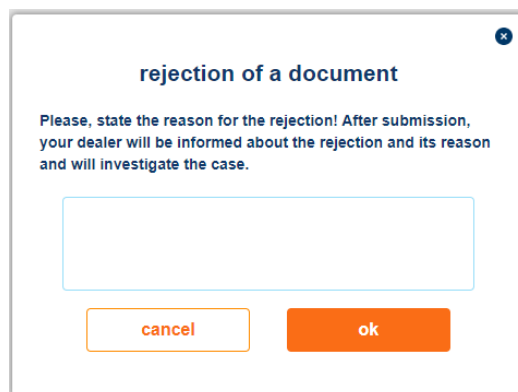 rejection of a document
Please, state the reason for the rejection! After submission,
your dealer will be informed about the rejection and its reason
and will investigate the case.
cancel
ok